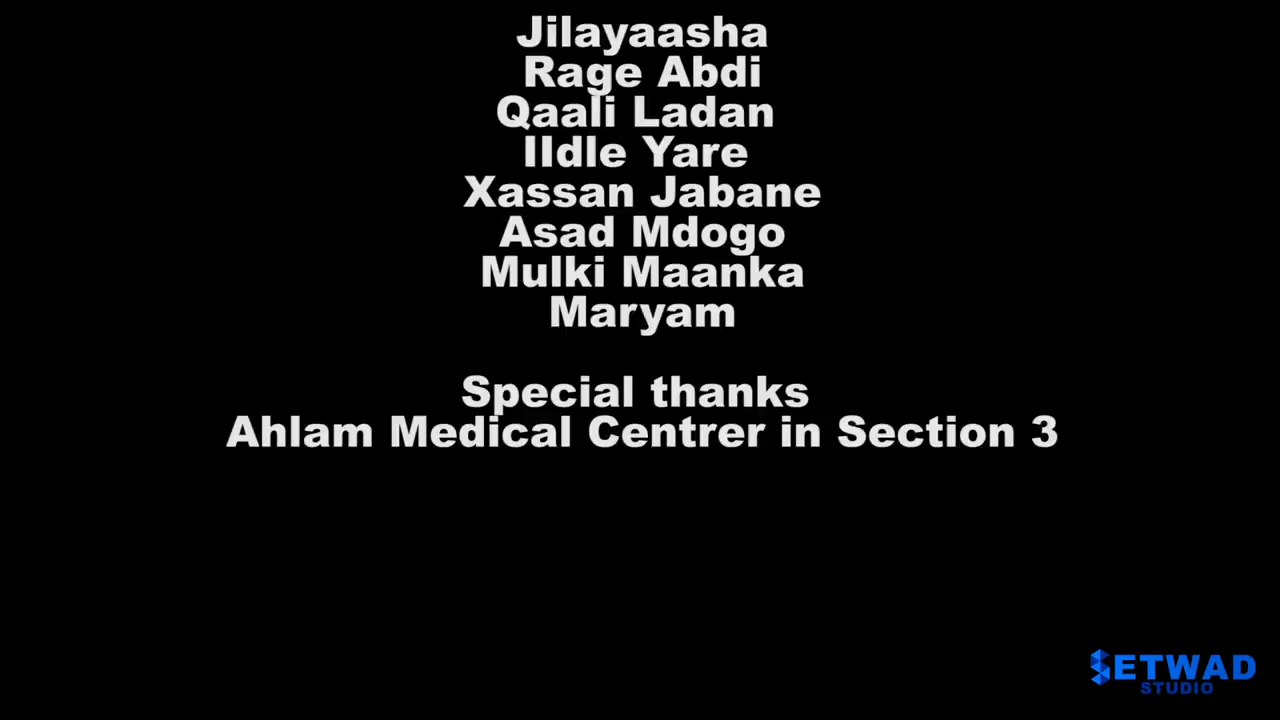 Jilayaasha
Rage Abdi
Qaali Ladan
IIdle Yare
Xassan Jabane
Asad Mdogo
Mulki Maanka
Maryam
Special thanks
Ahlam Medical Centrer in Section 3
SETWAD
STUDIO